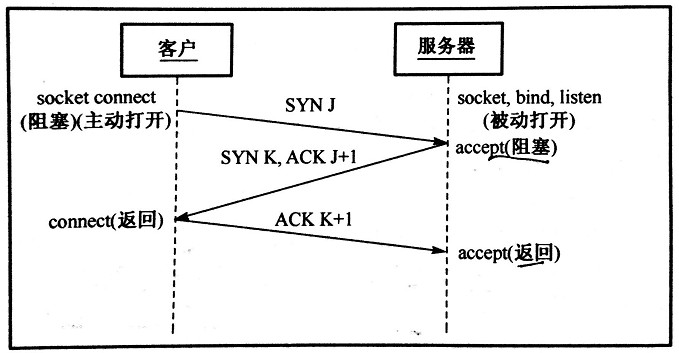 客户
服务器
socket connect
(阻塞)(主动打开)
SYN J
socket, bind, listen
(被动打开)
accept(阻塞)
SYN K, ACK J+1
connect(返回)
ACK K+1
accept(返回)